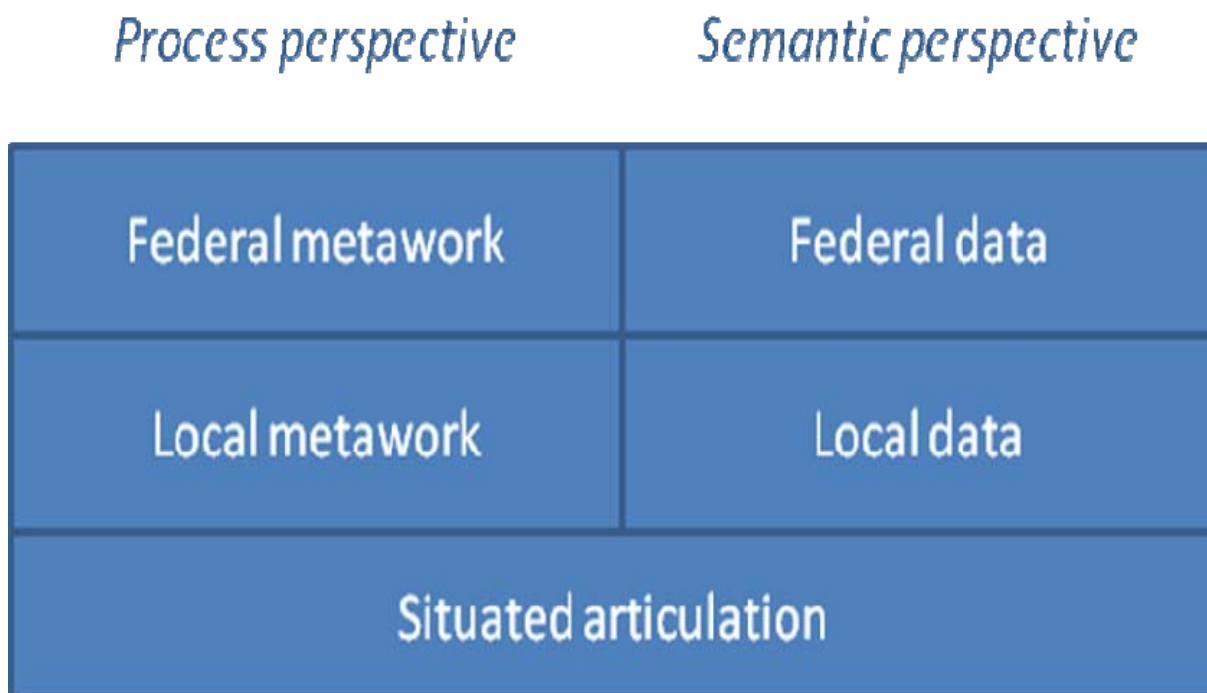 Process perspective
Semantic perspective
Federal metawork
Federal data
Local metawork
Local data
Situated articulation